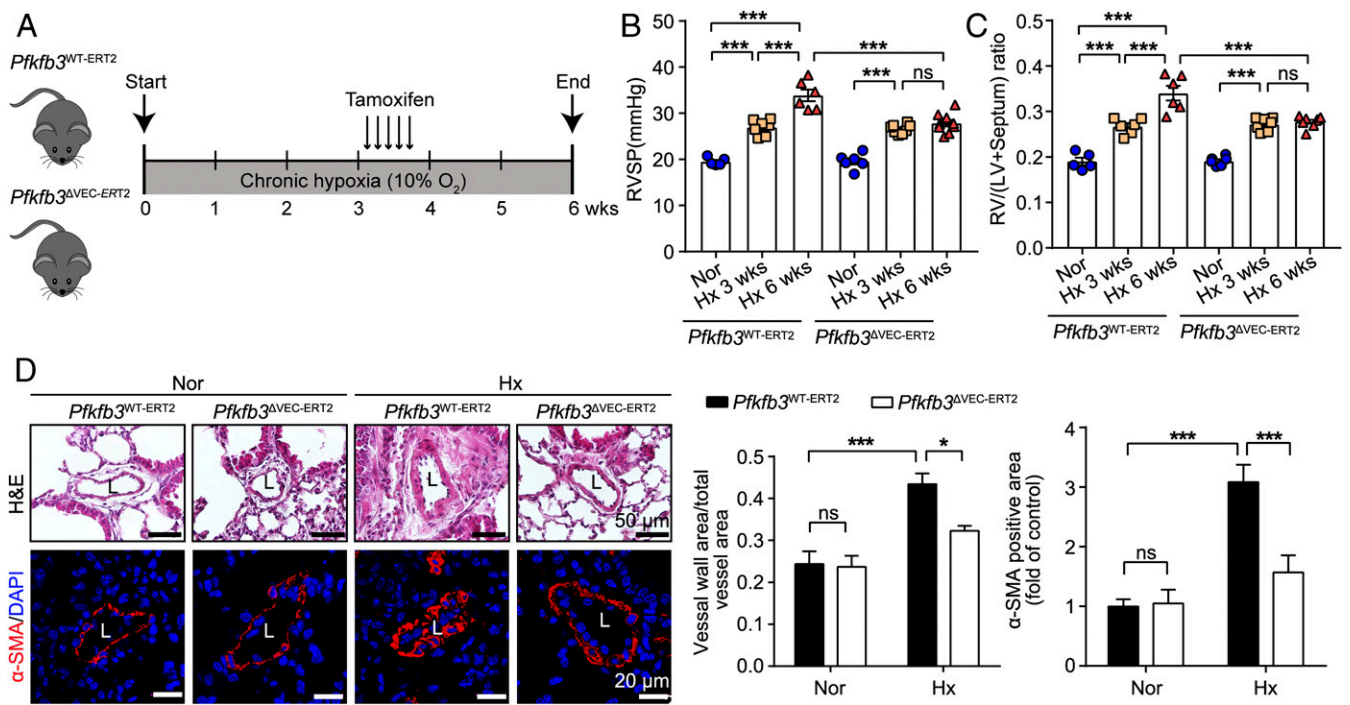 A
Pfkfb3WT-ERT2
Pfkfb3ΔVEC-ERT2
Start
Tamoxifen
End
Chronic hypoxia (10% O2)
0 1 2 3 4 5 6 wks
B
RVSP(mmHg)
50
40
30
20
10
0
*** *** *** *** *** ns
Nor Hx 3 wks Hx 6 wks Nor Hx 3 wks Hx 6 wks
Pfkfb3WT-ERT2 Pfkfb3ΔVEC-ERT2
C
RV/(LV+Septum) ratio
0.5
0.4
0.3
0.2
0.1
0.0
*** *** *** *** *** ns
Nor Hx 3 wks Hx 6 wks Nor Hx 3 wks Hx 6 wks
Pfkfb3WT-ERT2 Pfkfb3ΔVEC-ERT2
D
Nor Hx
Pfkfb3WT-ERT2 Pfkfb3ΔVEC-ERT2 Pfkfb3WT-ERT2 Pfkfb3ΔVEC-ERT2
H&E
L L L L
50 µm
α-SMA/DAPI
L L L L
20 µm
Pfkfb3WT-ERT2 Pfkfb3ΔVEC-ERT2
Vessal wall area/total
vessel area
0.5
0.4
0.3
0.2
0.1
0.0
ns *** *
Nor Hx
α-SMA positive area
(fold of control)
4
3
2
1
0
ns *** ***
Nor Hx